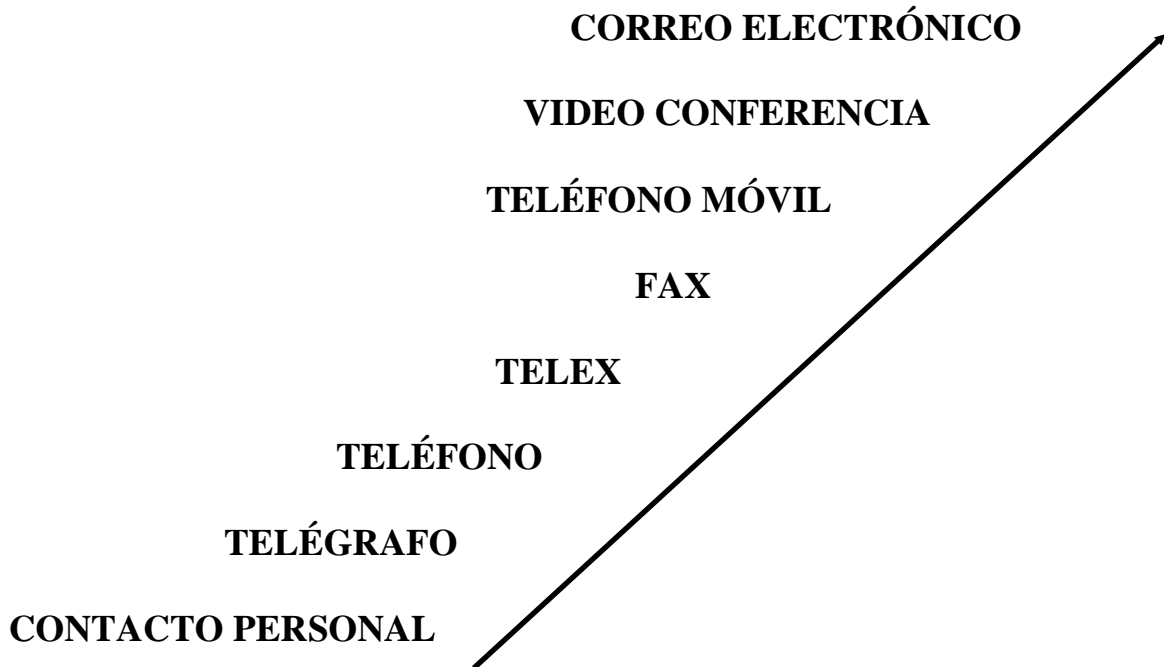 CORREO ELECTRÓNICO
VIDEO CONFERENCIA
TELÉFONO MÓVIL
FAX
TELEX
TELÉFONO
TELÉGRAFO
CONTACTO PERSONAL